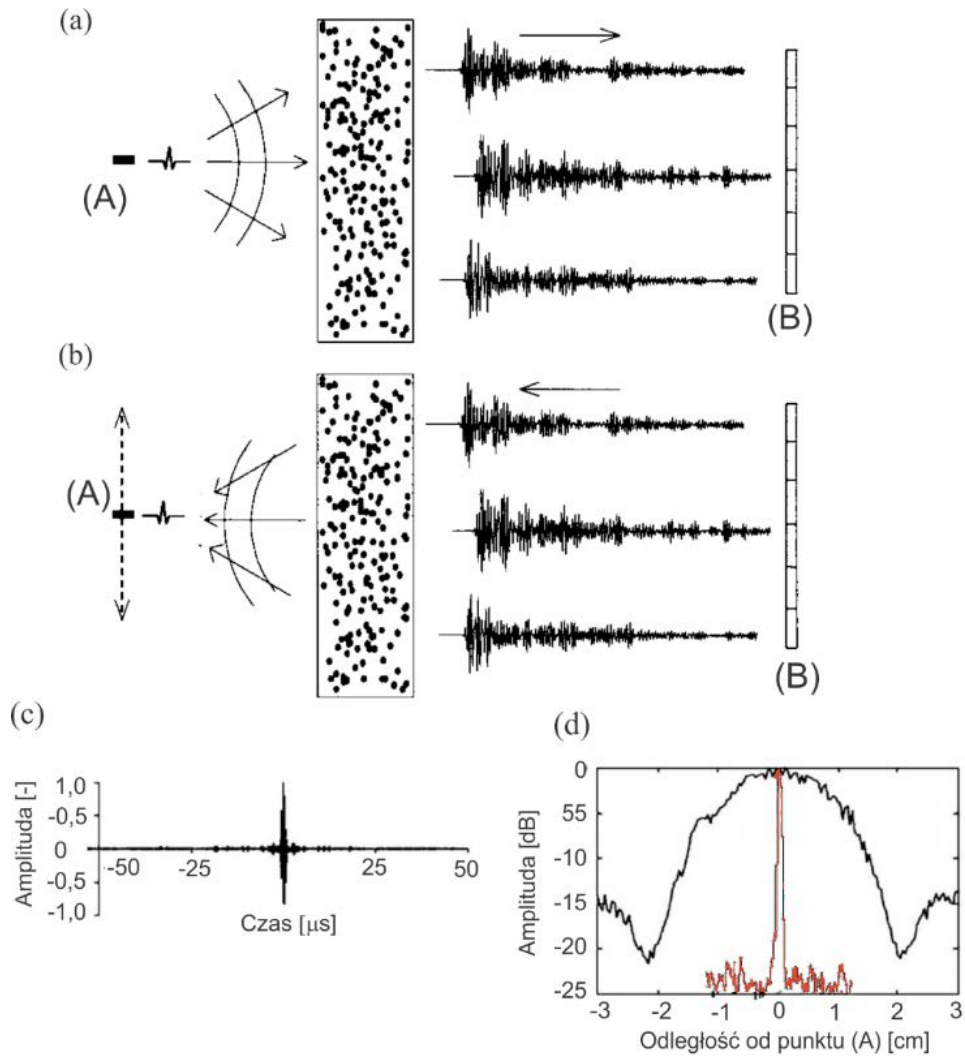 (a)
(A)
(B)
(b)
(A)
(B)
(c)
Amplituda [-]
1,0
-0,5
0
-0,5
-1,0
-50
-25
25
50
Czas [μs]
(d)
Amplituda [dB]
0
55
-10
-15
-20
-25
-3
-2
-1
0
1
2
3
Odległość od punktu (A) [cm]